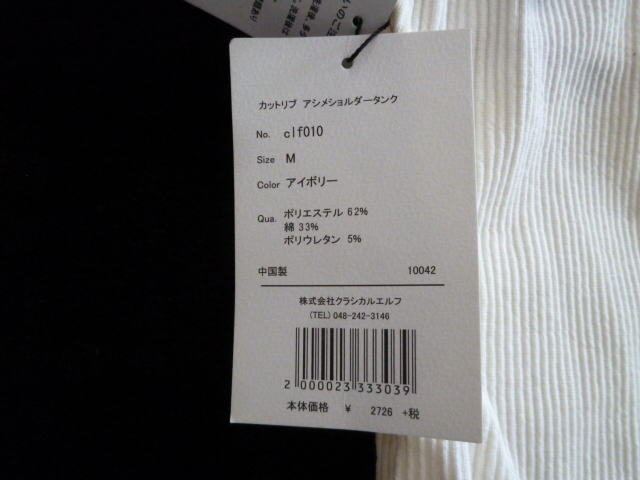 カットリブ アシメショルダータンク
No. clf010
Size M
Color アイボリー
Qua. ポリエステル 62%
綿 33%
ポリウレタン 5%
中国製 10042
株式会社クラシカルエルフ
(TEL) 048-242-3146
2 000023 333039
本体価格 ¥ 2726 +税